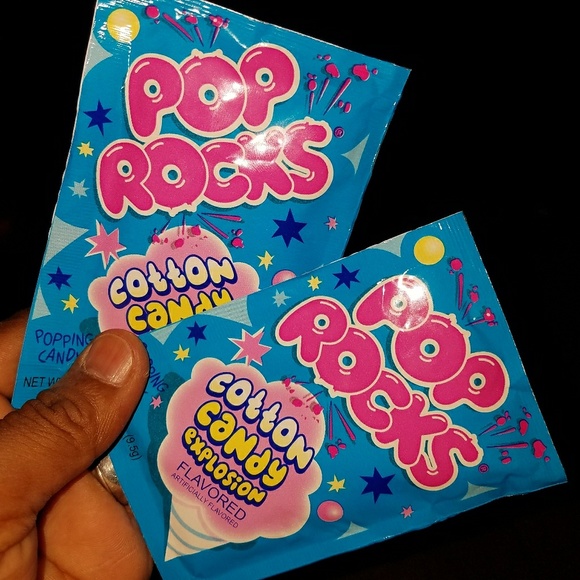 POP
ROCKS®
cotton
candy
POPPING
CANDY
NET W
POP
ROCKS®
cotton
candy
explosion
FLAVORED
ARTIFICIALLY FLAVORED